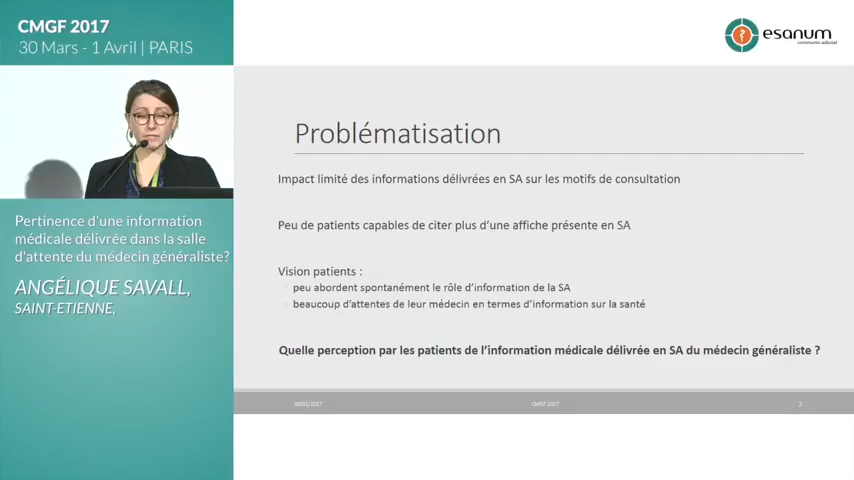 CMGF 2017
30 Mars - 1 Avril | PARIS
esanum
Problématisation
Impact limité des informations délivrées en SA sur les motifs de consultation
Peu de patients capables de citer plus d'une affiche présente en SA
Vision patients :
peu abordent spontanément le rôle d'information de la SA
beaucoup d'attentes de leur médecin en termes d'information sur la santé
Quelle perception par les patients de l'information médicale délivrée en SA du médecin généraliste ?
CMGF 2017
Pertinence d'une information
médicale délivrée dans la salle
d'attente du médecin généraliste?
ANGÉLIQUE SAVALL,
SAINT-ETIENNE,